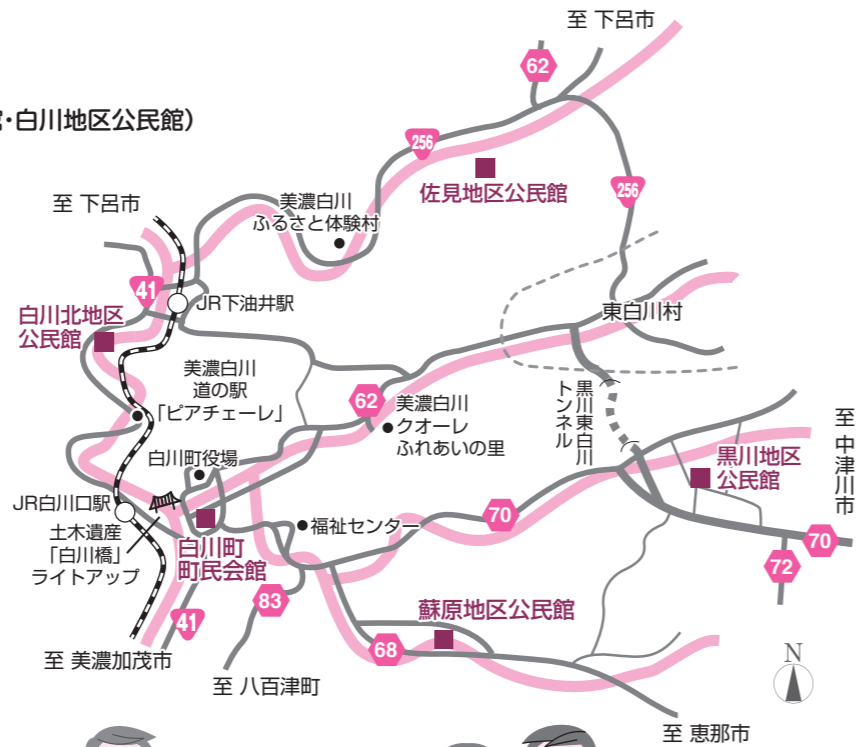 至 下呂市
62
館・白川地区公民館）
256
佐見地区公民館
256
至 下呂市
美濃白川
ふるさと体験村
41
JR下油井駅
白川北地区
公民館
東白川村
美濃白川
道の駅
「ピアチェーレ」
62
美濃白川
クオーレ
ふれあいの里
黒川東白川
トンネル
至 中津川市
白川町役場
黒川地区
公民館
JR白川口駅
土木遺産
「白川橋」
ライトアップ
白川町
町民会館
福祉センター
70
70
72
83
41
蘇原地区公民館
68
至 美濃加茂市
至 八百津町
N
至 恵那市